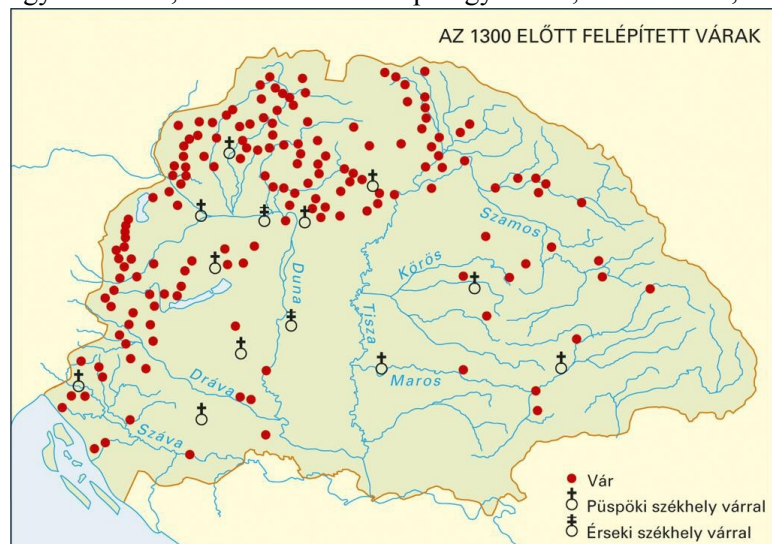 AZ 1300 ELŐTT FELÉPÍTETT VÁRAK
Szamos
Körös
Duna
Tisza
Maros
Dráva
Száva
Vár
Püspöki székhely várral
Érseki székhely várral